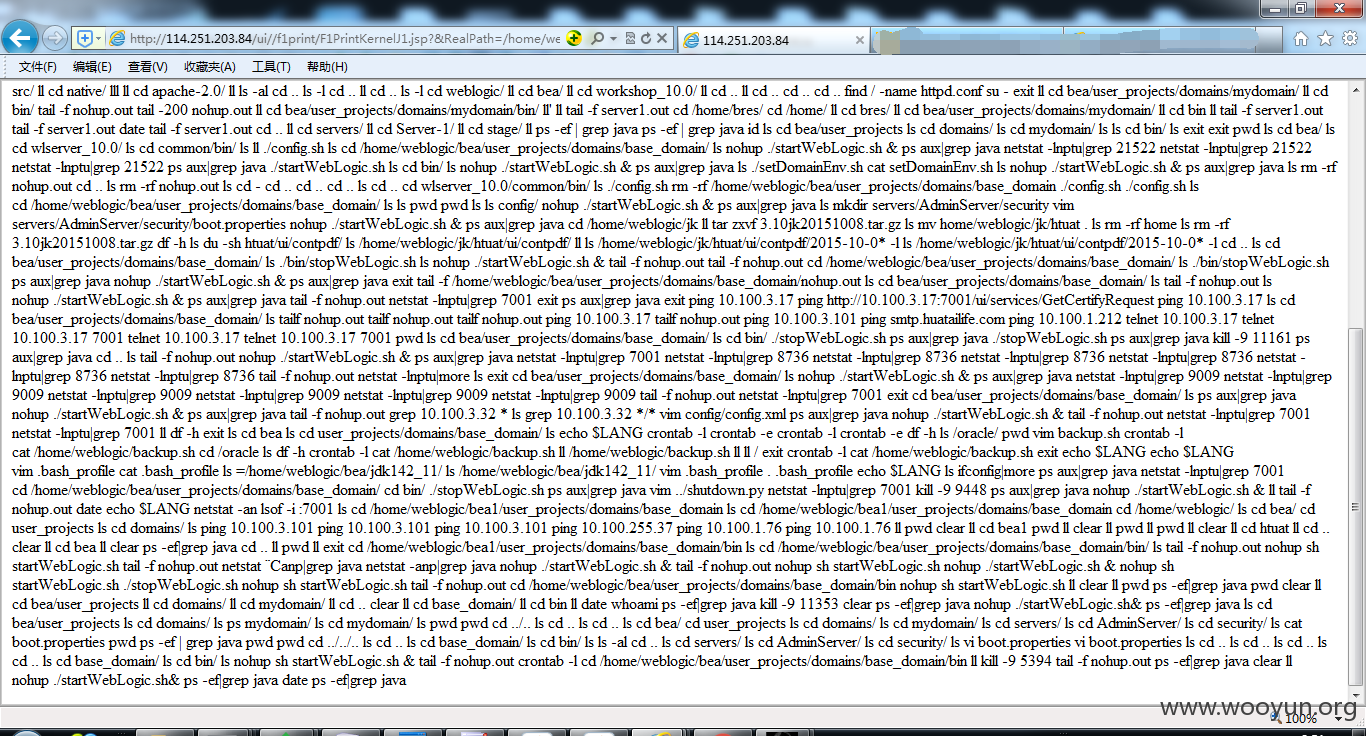 http://114.251.203.84/ui//f1print/F1PrintKernelJ1.jsp?&RealPath=/home/we
114.251.203.84
文件(F) 编辑(E) 查看(V) 收藏夹(A) 工具(T) 帮助(H)
src/ ll cd native/ lll ll cd apache-2.0/ ll ls -al cd .. ls -l cd .. ll cd .. ls -l cd weblogic/ ll cd bea/ ll cd workshop_10.0/ ll cd .. ll cd .. cd .. cd .. find / -name httpd.conf su - exit ll cd bea/user_projects/domains/mydomain/ ll cd
bin/ tail -f nohup.out tail -200 nohup.out ll cd bea/user_projects/domains/mydomain/bin/ ll' ll tail -f server1.out cd /home/bres/ cd /home/ ll cd bres/ ll cd bea/user_projects/domains/mydomain/ ll cd bin ll tail -f server1.out
tail -f server1.out date tail -f server1.out cd .. ll cd servers/ ll cd Server-1/ ll cd stage/ ll ps -ef | grep java ps -ef | grep java id ls cd bea/user_projects ls cd domains/ ls cd mydomain/ ls ls cd bin/ ls exit exit pwd ls cd bea/ ls
cd wlserver_10.0/ ls cd common/bin/ ls ll ./config.sh ls cd /home/weblogic/bea/user_projects/domains/base_domain/ ls nohup ./startWebLogic.sh & ps aux|grep java netstat -lnptu|grep 21522 netstat -lnptu|grep 21522
netstat -lnptu|grep 21522 ps aux|grep java ./startWebLogic.sh ls cd bin/ ls nohup ./startWebLogic.sh & ps aux|grep java ls ./setDomainEnv.sh cat setDomainEnv.sh ls nohup ./startWebLogic.sh & ps aux|grep java ls rm -rf
nohup.out cd .. ls rm -rf nohup.out ls cd - cd .. cd .. cd .. ls cd .. cd wlserver_10.0/common/bin/ ls ./config.sh rm -rf /home/weblogic/bea/user_projects/domains/base_domain ./config.sh ./config.sh ls
cd /home/weblogic/bea/user_projects/domains/base_domain/ ls ls pwd pwd ls ls config/ nohup ./startWebLogic.sh & ps aux|grep java ls mkdir servers/AdminServer/security vim
servers/AdminServer/security/boot.properties nohup ./startWebLogic.sh & ps aux|grep java cd /home/weblogic/jk ll tar zxvf 3.10jk20151008.tar.gz ls mv home/weblogic/jk/htuat . ls rm -rf home ls rm -rf
3.10jk20151008.tar.gz df -h ls du -sh htuat/ui/contpdf/ ls /home/weblogic/jk/htuat/ui/contpdf/ ll ls /home/weblogic/jk/htuat/ui/contpdf/2015-10-0* -l ls /home/weblogic/jk/htuat/ui/contpdf/2015-10-0* -l cd .. ls cd
bea/user_projects/domains/base_domain/ ls ./bin/stopWebLogic.sh ls nohup ./startWebLogic.sh & tail -f nohup.out tail -f nohup.out cd /home/weblogic/bea/user_projects/domains/base_domain/ ls ./bin/stopWebLogic.sh
ps aux|grep java nohup ./startWebLogic.sh & ps aux|grep java exit tail -f /home/weblogic/bea/user_projects/domains/base_domain/nohup.out ls cd bea/user_projects/domains/base_domain/ ls tail -f nohup.out ls
nohup ./startWebLogic.sh & ps aux|grep java tail -f nohup.out netstat -lnptu|grep 7001 exit ps aux|grep java exit ping 10.100.3.17 ping http://10.100.3.17:7001/ui/services/GetCertifyRequest ping 10.100.3.17 ls cd
bea/user_projects/domains/base_domain/ ls tailf nohup.out tailf nohup.out tailf nohup.out ping 10.100.3.17 tailf nohup.out ping 10.100.3.101 ping smtp.huatailife.com ping 10.100.1.212 telnet 10.100.3.17 telnet
10.100.3.17 7001 telnet 10.100.3.17 telnet 10.100.3.17 7001 pwd ls cd bea/user_projects/domains/base_domain/ ls cd bin/ ./stopWebLogic.sh ps aux|grep java ./stopWebLogic.sh ps aux|grep java kill -9 11161 ps
aux|grep java cd .. ls tail -f nohup.out nohup ./startWebLogic.sh & ps aux|grep java netstat -lnptu|grep 7001 netstat -lnptu|grep 8736 netstat -lnptu|grep 8736 netstat -lnptu|grep 8736 netstat -lnptu|grep 8736 netstat -
lnptu|grep 8736 netstat -lnptu|grep 8736 tail -f nohup.out netstat -lnptu|more ls exit cd bea/user_projects/domains/base_domain/ ls nohup ./startWebLogic.sh & ps aux|grep java netstat -lnptu|grep 9009 netstat -lnptu|grep
9009 netstat -lnptu|grep 9009 netstat -lnptu|grep 9009 netstat -lnptu|grep 9009 netstat -lnptu|grep 9009 tail -f nohup.out netstat -lnptu|grep 7001 exit cd bea/user_projects/domains/base_domain/ ls ps aux|grep java
nohup ./startWebLogic.sh & ps aux|grep java tail -f nohup.out grep 10.100.3.32 * ls grep 10.100.3.32 */* vim config/config.xml ps aux|grep java nohup ./startWebLogic.sh & tail -f nohup.out netstat -lnptu|grep 7001
netstat -lnptu|grep 7001 ll df -h exit ls cd bea ls cd user_projects/domains/base_domain/ ls echo $LANG crontab -l crontab -e crontab -l crontab -e df -h ls /oracle/ pwd vim backup.sh crontab -l
cat /home/weblogic/backup.sh cd /oracle ls df -h crontab -l cat /home/weblogic/backup.sh ll /home/weblogic/backup.sh ll ll / exit crontab -l cat /home/weblogic/backup.sh exit echo $LANG echo $LANG
vim .bash_profile cat .bash_profile ls =/home/weblogic/bea/jdk142_11/ ls /home/weblogic/bea/jdk142_11/ vim .bash_profile . .bash_profile echo $LANG ls ifconfig|more ps aux|grep java netstat -lnptu|grep 7001
cd /home/weblogic/bea/user_projects/domains/base_domain/ cd bin/ ./stopWebLogic.sh ps aux|grep java vim ../shutdown.py netstat -lnptu|grep 7001 kill -9 9448 ps aux|grep java nohup ./startWebLogic.sh & ll tail -f
nohup.out date echo $LANG netstat -an lsof -i :7001 ls cd /home/weblogic/bea1/user_projects/domains/base_domain ls cd /home/weblogic/bea1/user_projects/domains/base_domain cd /home/weblogic/ ls cd bea/ cd
user_projects ls cd domains/ ls ping 10.100.3.101 ping 10.100.3.101 ping 10.100.3.101 ping 10.100.255.37 ping 10.100.1.76 ping 10.100.1.76 ll pwd clear ll cd bea1 pwd ll clear ll pwd ll pwd ll clear ll cd htuat ll cd ..
clear ll cd bea ll clear ps -ef|grep java cd .. ll pwd ll exit cd /home/weblogic/bea1/user_projects/domains/base_domain/bin ls cd /home/weblogic/bea/user_projects/domains/base_domain/bin/ ls tail -f nohup.out nohup sh
startWebLogic.sh tail -f nohup.out netstat ¨Canp|grep java netstat -anp|grep java nohup ./startWebLogic.sh & tail -f nohup.out nohup sh startWebLogic.sh nohup ./startWebLogic.sh & nohup sh
startWebLogic.sh ./stopWebLogic.sh nohup sh startWebLogic.sh tail -f nohup.out cd /home/weblogic/bea/user_projects/domains/base_domain/bin nohup sh startWebLogic.sh ll clear ll pwd ps -ef|grep java pwd clear ll
cd bea/user_projects ll cd domains/ ll cd mydomain/ ll cd .. clear ll cd base_domain/ ll cd bin ll date whoami ps -ef|grep java kill -9 11353 clear ps -ef|grep java nohup ./startWebLogic.sh& ps -ef|grep java ls cd
bea/user_projects ls cd domains/ ls ps mydomain/ ls cd mydomain/ ls pwd pwd cd ../.. ls cd .. ls cd .. ls cd bea/ cd user_projects ls cd domains/ ls cd mydomain/ ls cd servers/ ls cd AdminServer/ ls cd security/ ls cat
boot.properties pwd ps -ef | grep java pwd pwd cd ../../.. ls cd .. ls cd base_domain/ ls cd bin/ ls ls -al cd .. ls cd servers/ ls cd AdminServer/ ls cd security/ ls vi boot.properties vi boot.properties ls cd .. ls cd .. ls cd .. ls
cd .. ls cd base_domain/ ls cd bin/ ls nohup sh startWebLogic.sh & tail -f nohup.out crontab -l cd /home/weblogic/bea/user_projects/domains/base_domain/bin ll kill -9 5394 tail -f nohup.out ps -ef|grep java clear ll
nohup ./startWebLogic.sh& ps -ef|grep java date ps -ef|grep java
www.wooyun.org
100%